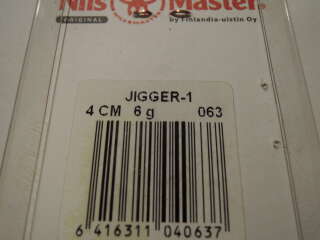 Nils Master
ORIGINAL by Finlandia-uistin Oy
JIGGER-1
4 CM 6 g 063
6 416311 040637